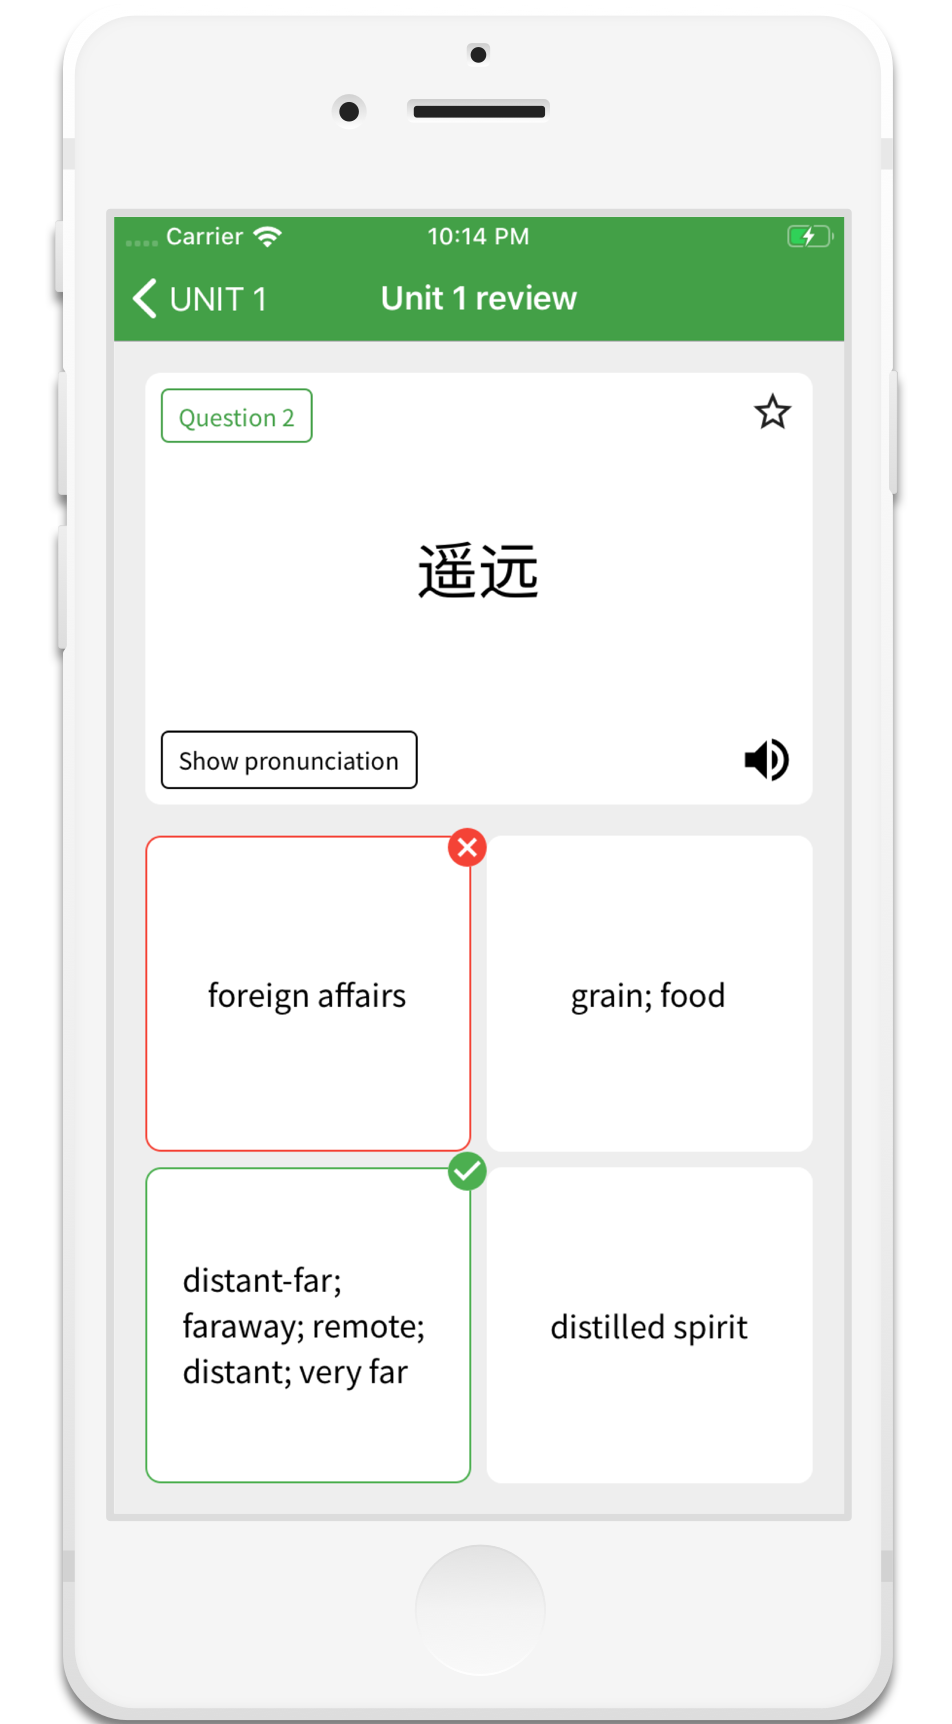 Carrier 10:14 PM
UNIT 1 Unit 1 review
Question 2
遥远
Show pronunciation
foreign affairs
grain; food
distant-far;
faraway; remote;
distant; very far
distilled spirit